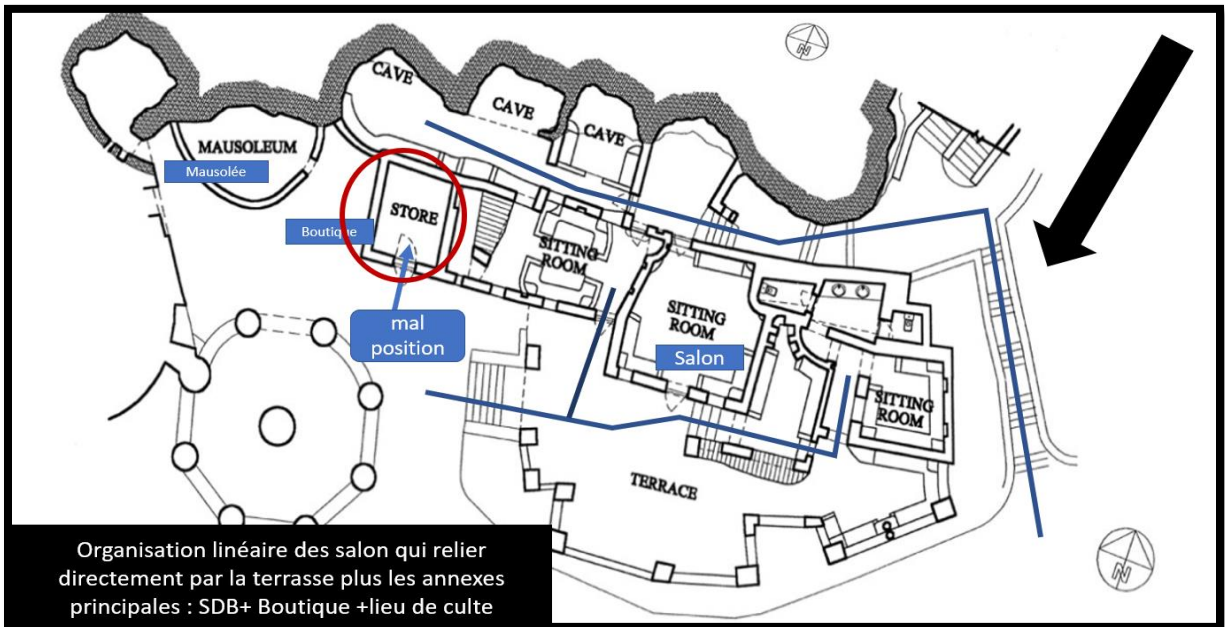 N
CAVE
CAVE
CAVE
MAUSOLEUM
Mausolée
STORE
Boutique
SITTING
ROOM
mal
position
SITTING
ROOM
Salon
SITTING
ROOM
TERRACE
N
Organisation linéaire des salon qui relier
directement par la terrasse plus les annexes
principales : SDB+ Boutique +lieu de culte